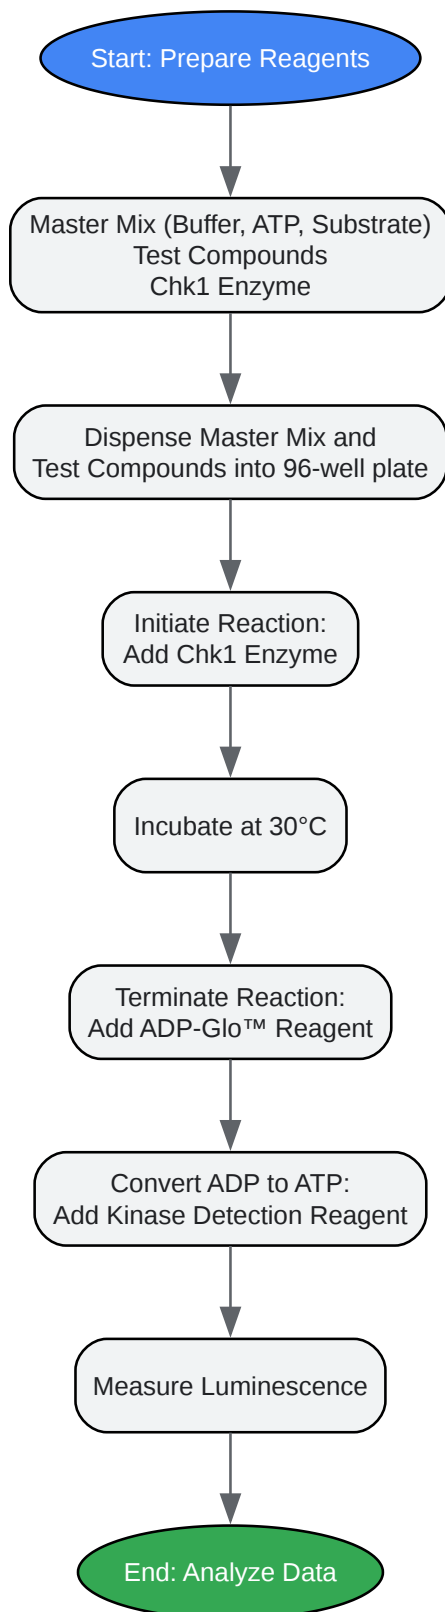 Start: Prepare Reagents
Master Mix (Buffer, ATP, Substrate)
Test Compounds
Chk1 Enzyme
Dispense Master Mix and
Test Compounds into 96-well plate
Initiate Reaction:
Add Chk1 Enzyme
Incubate at 30°C
Terminate Reaction:
Add ADP-Glo™ Reagent
Convert ADP to ATP:
Add Kinase Detection Reagent
Measure Luminescence
End: Analyze Data